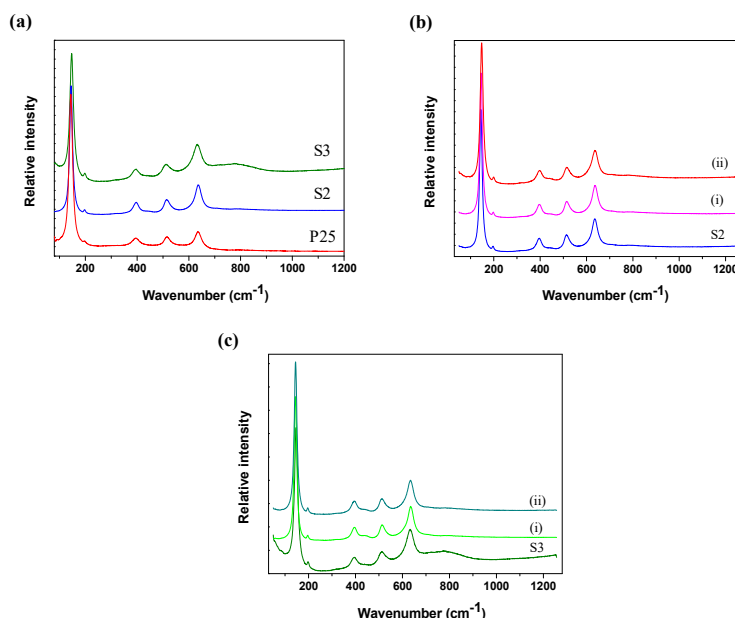 (a)
Relative intensity
S3
S2
P25
200 400 600 800 1000 1200
Wavenumber (cm-1)
(b)
Relative intensity
(ii)
(i)
S2
200 400 600 800 1000 1200
Wavenumber (cm-1)
(c)
Relative intensity
(ii)
(i)
S3
200 400 600 800 1000 1200
Wavenumber (cm-1)